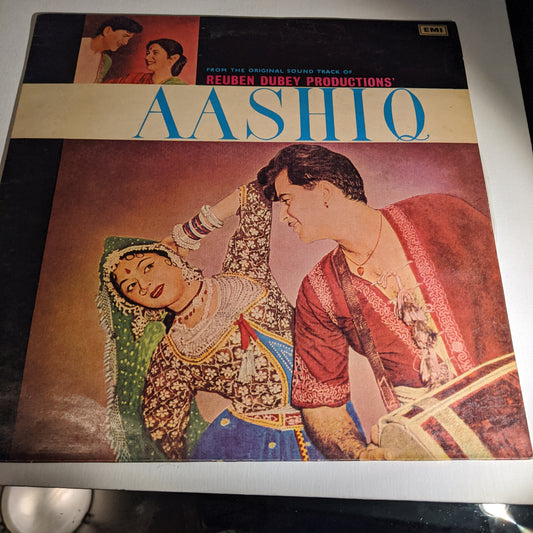 EMI
FROM THE ORIGINAL SOUND TRACK OF
REUBEN DUBEY PRODUCTIONS'
AASHIQ